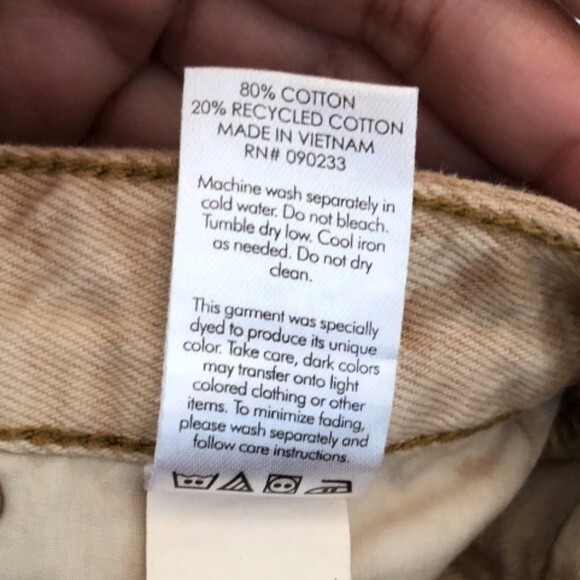 80% COTTON
20% RECYCLED COTTON
MADE IN VIETNAM
RN# 090233
Machine wash separately in
cold water. Do not bleach.
Tumble dry low. Cool iron
as needed. Do not dry
clean.
This garment was specially
dyed to produce its unique
color. Take care, dark colors
may transfer onto light
colored clothing or other
items. To minimize fading,
please wash separately and
follow care instructions.